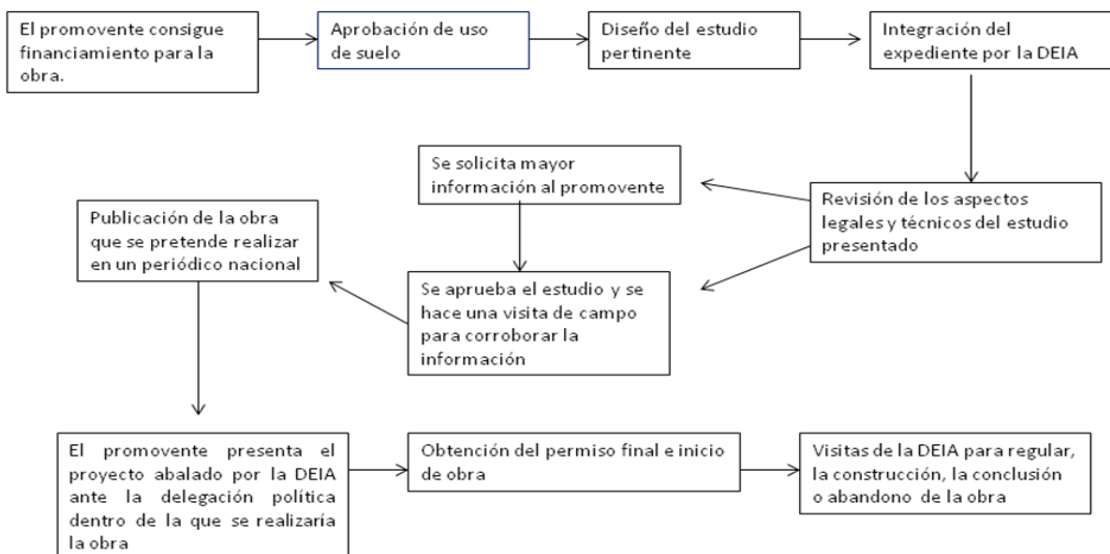 El promovente consigue
financiamiento para la
obra.
Aprobación de uso
de suelo
Diseño del estudio
pertinente
Integración del
expediente por la DEIA
Se solicita mayor
información al promovente
Revisión de los aspectos
legales y técnicos del estudio
presentado
Publicación de la obra
que se pretende realizar
en un periódico nacional
Se aprueba el estudio y se
hace una visita de campo
para corroborar la
información
El promovente presenta el
proyecto abalado por la DEIA
ante la delegación política
dentro de la que se realizaría
la obra
Obtención del permiso final e inicio
de obra
Visitas de la DEIA para regular,
la construcción, la conclusión
o abandono de la obra